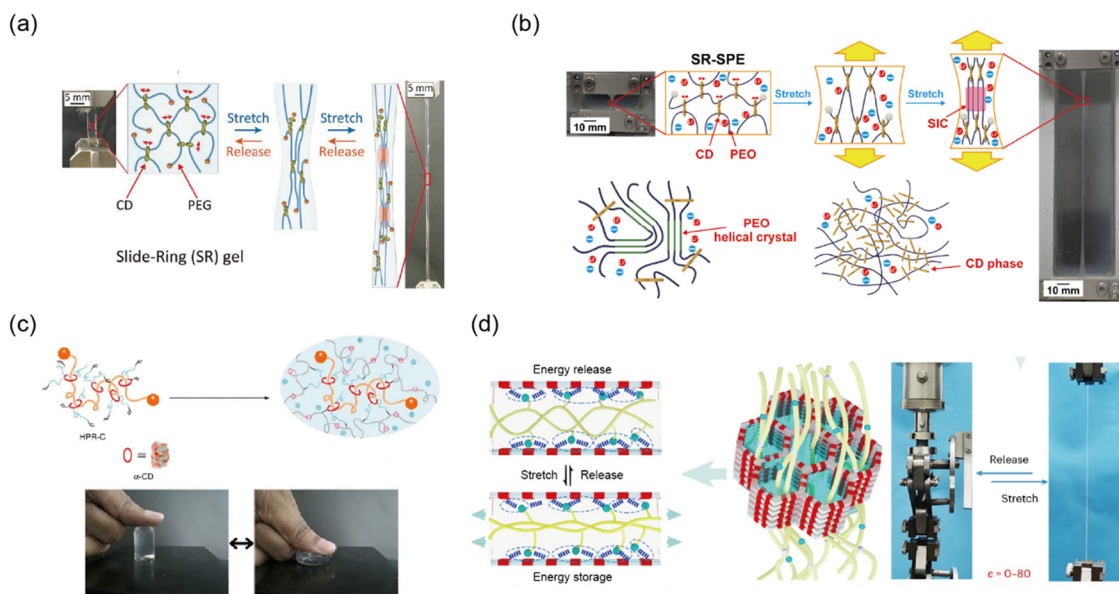 (a)
5 mm
5 mm
Stretch
Release
Stretch
Release
CD
PEG
Slide-Ring (SR) gel
(b)
SR-SPE
10 mm
CD
PEO
Stretch
Stretch
SIC
PEO
helical crystal
CD phase
10 mm
(c)
HPR-C
=
α-CD
(d)
Energy release
Stretch
Release
Energy storage
Release
Stretch
ε = 0–80